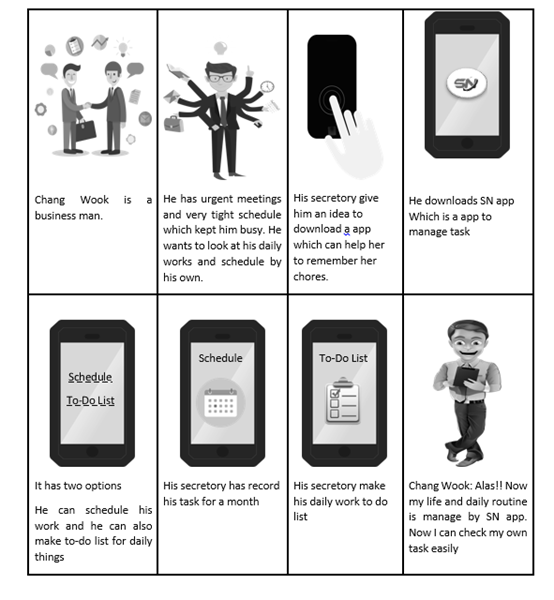 Chang Wook is a
business man.
He has urgent meetings
and very tight schedule
which kept him busy. He
wants to look at his daily
works and schedule by
his own.
His secretory give
him an idea to
download a app
which can help her
to remember her
chores.
SN
He downloads SN app
Which is a app to
manage task
Schedule
To-Do List
It has two options
He can schedule his
work and he can also
make to-do list for daily
things
Schedule
His secretory has record
his task for a month
To-Do List
His secretory make
his daily work to do
list
Chang Wook: Alas!! Now
my life and daily routine
is manage by SN app.
Now I can check my own
task easily